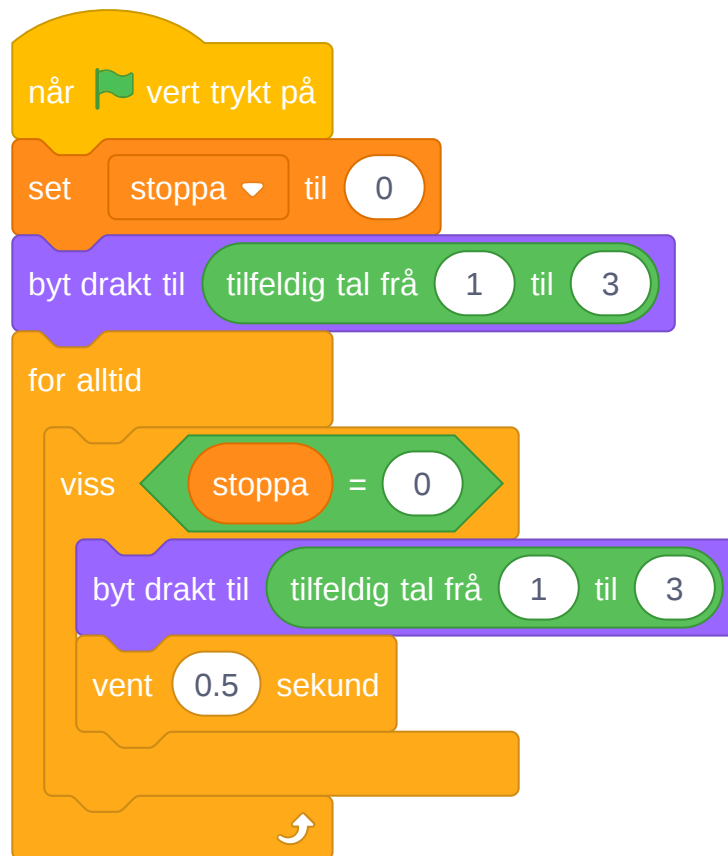 når vert trykt på
set stoppa til 0
byt drakt til tilfeldig tal frå 1 til 3
for alltid
viss stoppa = 0
byt drakt til tilfeldig tal frå 1 til 3
vent 0.5 sekund